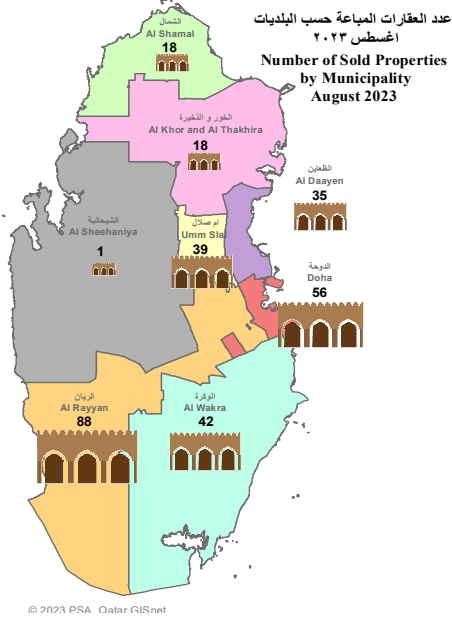 عدد العقارات المباعة حسب البلديات
اغسطس ٢٠٢٣
Number of Sold Properties
by Municipality
August 2023
الشمال
Al Shamal
18
الخور و الذخيرة
Al Khor and Al Thakhira
18
الظعاين
Al Daayen
35
الشيحانية
Al Sheehaniya
1
ام صلال
Umm Slal
39
الدوحة
Doha
56
الريان
Al Rayyan
88
الوكرة
Al Wakra
42
© 2023 PSA, Qatar GISnet